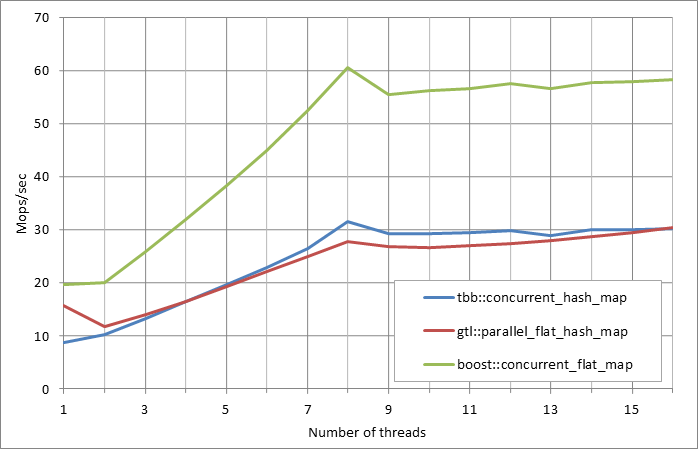 70
60
50
40
30
20
10
0
Mops/sec
tbb::concurrent_hash_map
gtl::parallel_flat_hash_map
boost::concurrent_flat_map
1 3 5 7 9 11 13 15
Number of threads